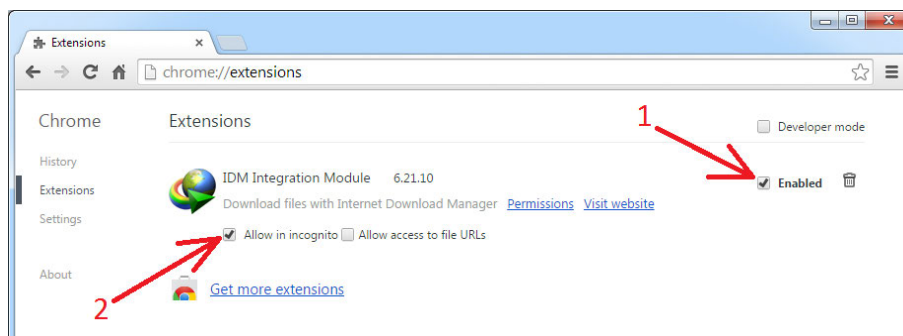 Extensions
chrome://extensions
Chrome
Extensions
1
Developer mode
History
Extensions
Settings
About
IDM Integration Module 6.21.10
Enabled
Download files with Internet Download Manager Permissions Visit website
Allow in incognito Allow access to file URLs
2
Get more extensions